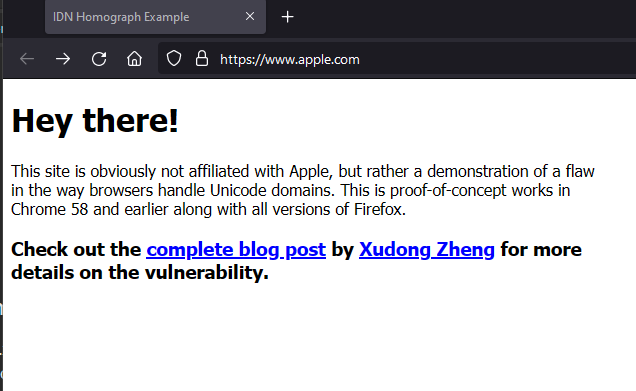 IDN Homograph Example
https://www.apple.com
Hey there!
This site is obviously not affiliated with Apple, but rather a demonstration of a flaw
in the way browsers handle Unicode domains. This is proof-of-concept works in
Chrome 58 and earlier along with all versions of Firefox.
Check out the complete blog post by Xudong Zheng for more
details on the vulnerability.